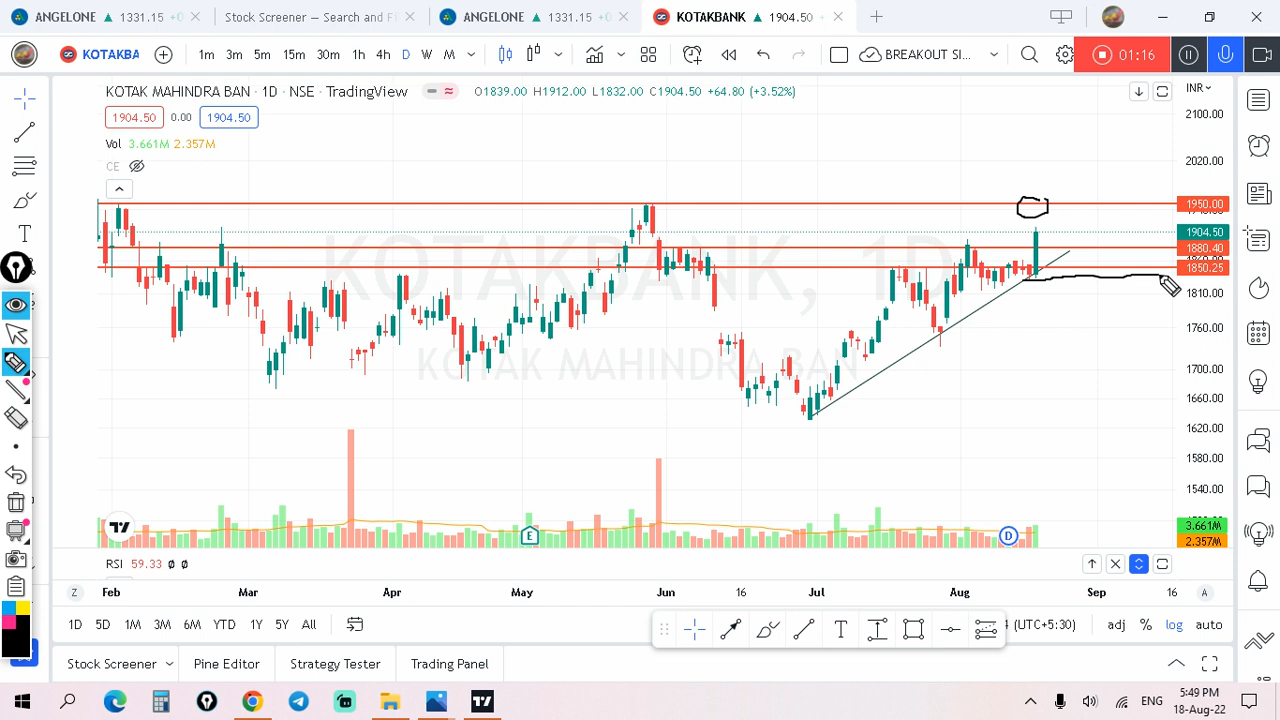 ANGELONE ▲ 1331.15 +0
Stock Screener — Search and Fi
ANGELONE ▲ 1331.15 +0
KOTAKBANK ▲ 1904.50 +
KOTAKBA
1m 3m 5m 15m 30m 1h 4h D W M
BREAKOUT SI...
01:16
KOTAK MAHINDRA BAN · 1D · NSE · TradingView
O1839.00 H1912.00 L1832.00 C1904.50 +64.80 (+3.52%)
INR
1904.50 0.00 1904.50
Vol 3.661M 2.357M
CE
KOTAKBANK, 1D
KOTAK MAHINDRA BAN
2100.00
2020.00
1950.00
1904.50
1880.40
1850.25
1810.00
1760.00
1700.00
1660.00
1620.00
1580.00
1540.00
3.661M
2.357M
E
D
RSI 59.33 Ø Ø
Z Feb Mar Apr May Jun 16 Jul Aug Sep 16 A
1D 5D 1M 3M 6M YTD 1Y 5Y All
T
(UTC+5:30) adj % log auto
Stock Screener Pine Editor Strategy Tester Trading Panel
ENG
5:49 PM
18-Aug-22